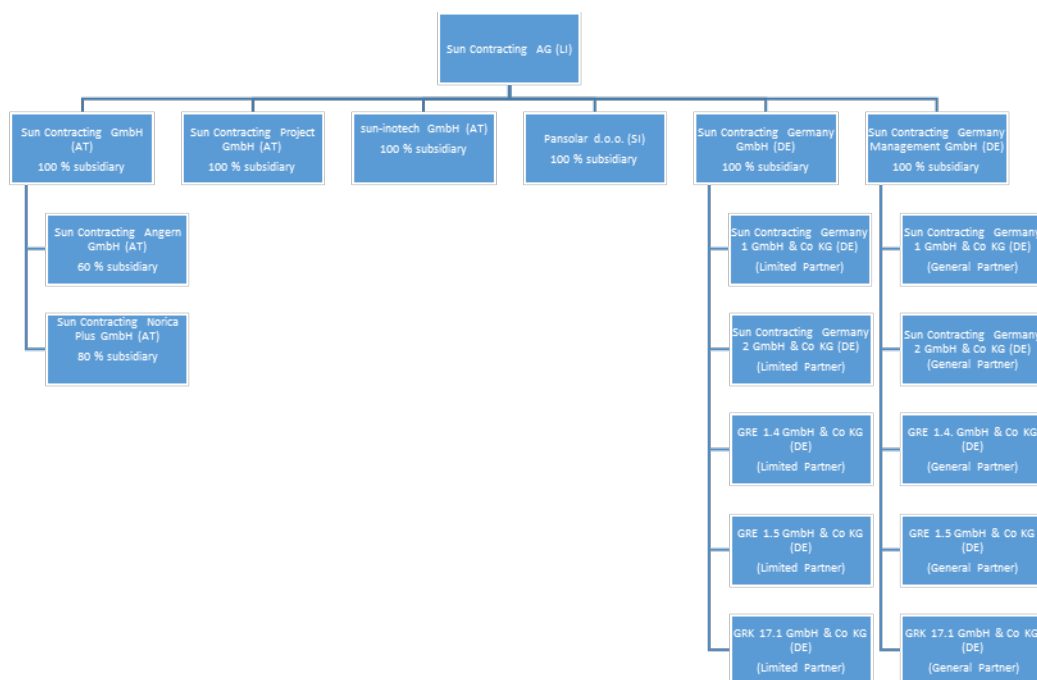 Sun Contracting AG (LI)
Sun Contracting GmbH
(AT)
100 % subsidiary
Sun Contracting Project
GmbH (AT)
100 % subsidiary
sun-inotech GmbH (AT)
100 % subsidiary
Pansolar d.o.o. (SI)
100 % subsidiary
Sun Contracting Germany
GmbH (DE)
100 % subsidiary
Sun Contracting Germany
Management GmbH (DE)
100 % subsidiary
Sun Contracting Angern
GmbH (AT)
60 % subsidiary
Sun Contracting Norica
Plus GmbH (AT)
80 % subsidiary
Sun Contracting Germany
1 GmbH & Co KG (DE)
(Limited Partner)
Sun Contracting Germany
2 GmbH & Co KG (DE)
(Limited Partner)
GRE 1.4 GmbH & Co KG
(DE)
(Limited Partner)
GRE 1.5 GmbH & Co KG
(DE)
(Limited Partner)
GRK 17.1 GmbH & Co KG
(DE)
(Limited Partner)
Sun Contracting Germany
1 GmbH & Co KG (DE)
(General Partner)
Sun Contracting Germany
2 GmbH & Co KG (DE)
(General Partner)
GRE 1.4. GmbH & Co KG
(DE)
(General Partner)
GRE 1.5 GmbH & Co KG
(DE)
(General Partner)
GRK 17.1 GmbH & Co KG
(DE)
(General Partner)